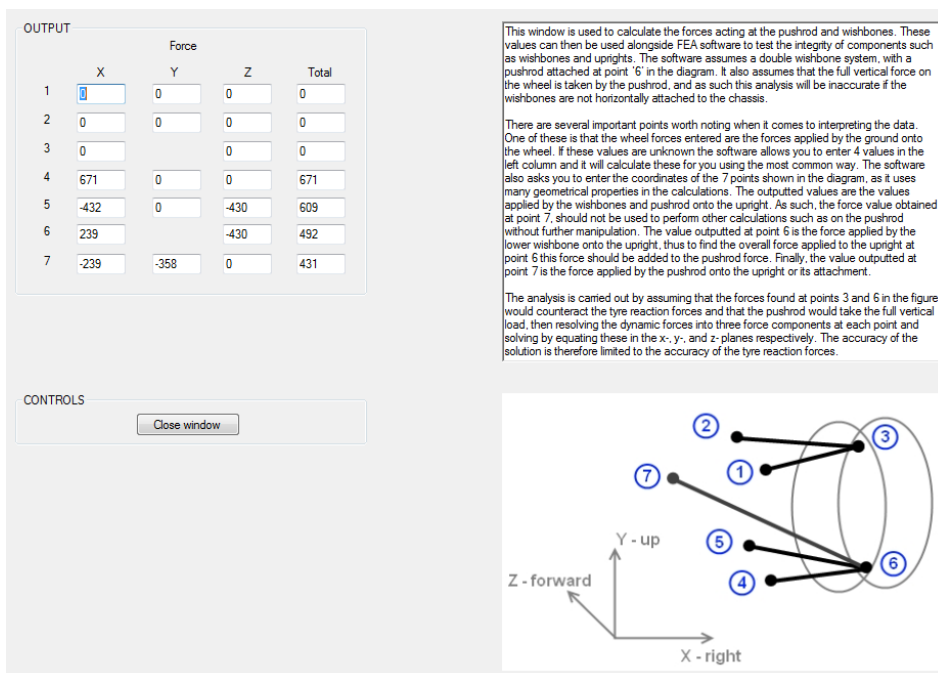 OUTPUT
Force
X Y Z Total
1 0 0 0 0
2 0 0 0 0
3 0 0 0
4 671 0 0 671
5 -432 0 -430 609
6 239 -430 492
7 -239 -358 0 431
CONTROLS
Close window
This window is used to calculate the forces acting at the pushrod and wishbones. These
values can then be used alongside FEA software to test the integrity of components such
as wishbones and uprights. The software assumes a double wishbone system, with a
pushrod attached at point '6' in the diagram. It also assumes that the full vertical force on
the wheel is taken by the pushrod, and as such this analysis will be inaccurate if the
wishbones are not horizontally attached to the chassis.
There are several important points worth noting when it comes to interpreting the data.
One of these is that the wheel forces entered are the forces applied by the ground onto
the wheel. If these values are unknown the software allows you to enter 4 values in the
left column and it will calculate these for you using the most common way. The software
also asks you to enter the coordinates of the 7 points shown in the diagram, as it uses
many geometrical properties in the calculations. The outputted values are the values
applied by the wishbones and pushrod onto the upright. As such, the force value obtained
at point 7, should not be used to perform other calculations such as on the pushrod
without further manipulation. The value outputted at point 6 is the force applied by the
lower wishbone onto the upright, thus to find the overall force applied to the upright at
point 6 this force should be added to the pushrod force. Finally, the value outputted at
point 7 is the force applied by the pushrod onto the upright or its attachment.
The analysis is carried out by assuming that the forces found at points 3 and 6 in the figure
would counteract the tyre reaction forces and that the pushrod would take the full vertical
load, then resolving the dynamic forces into three force components at each point and
solving by equating these in the x-, y-, and z- planes respectively. The accuracy of the
solution is therefore limited to the accuracy of the tyre reaction forces.
2
3
1
7
5
6
4
Y - up
Z - forward
X - right